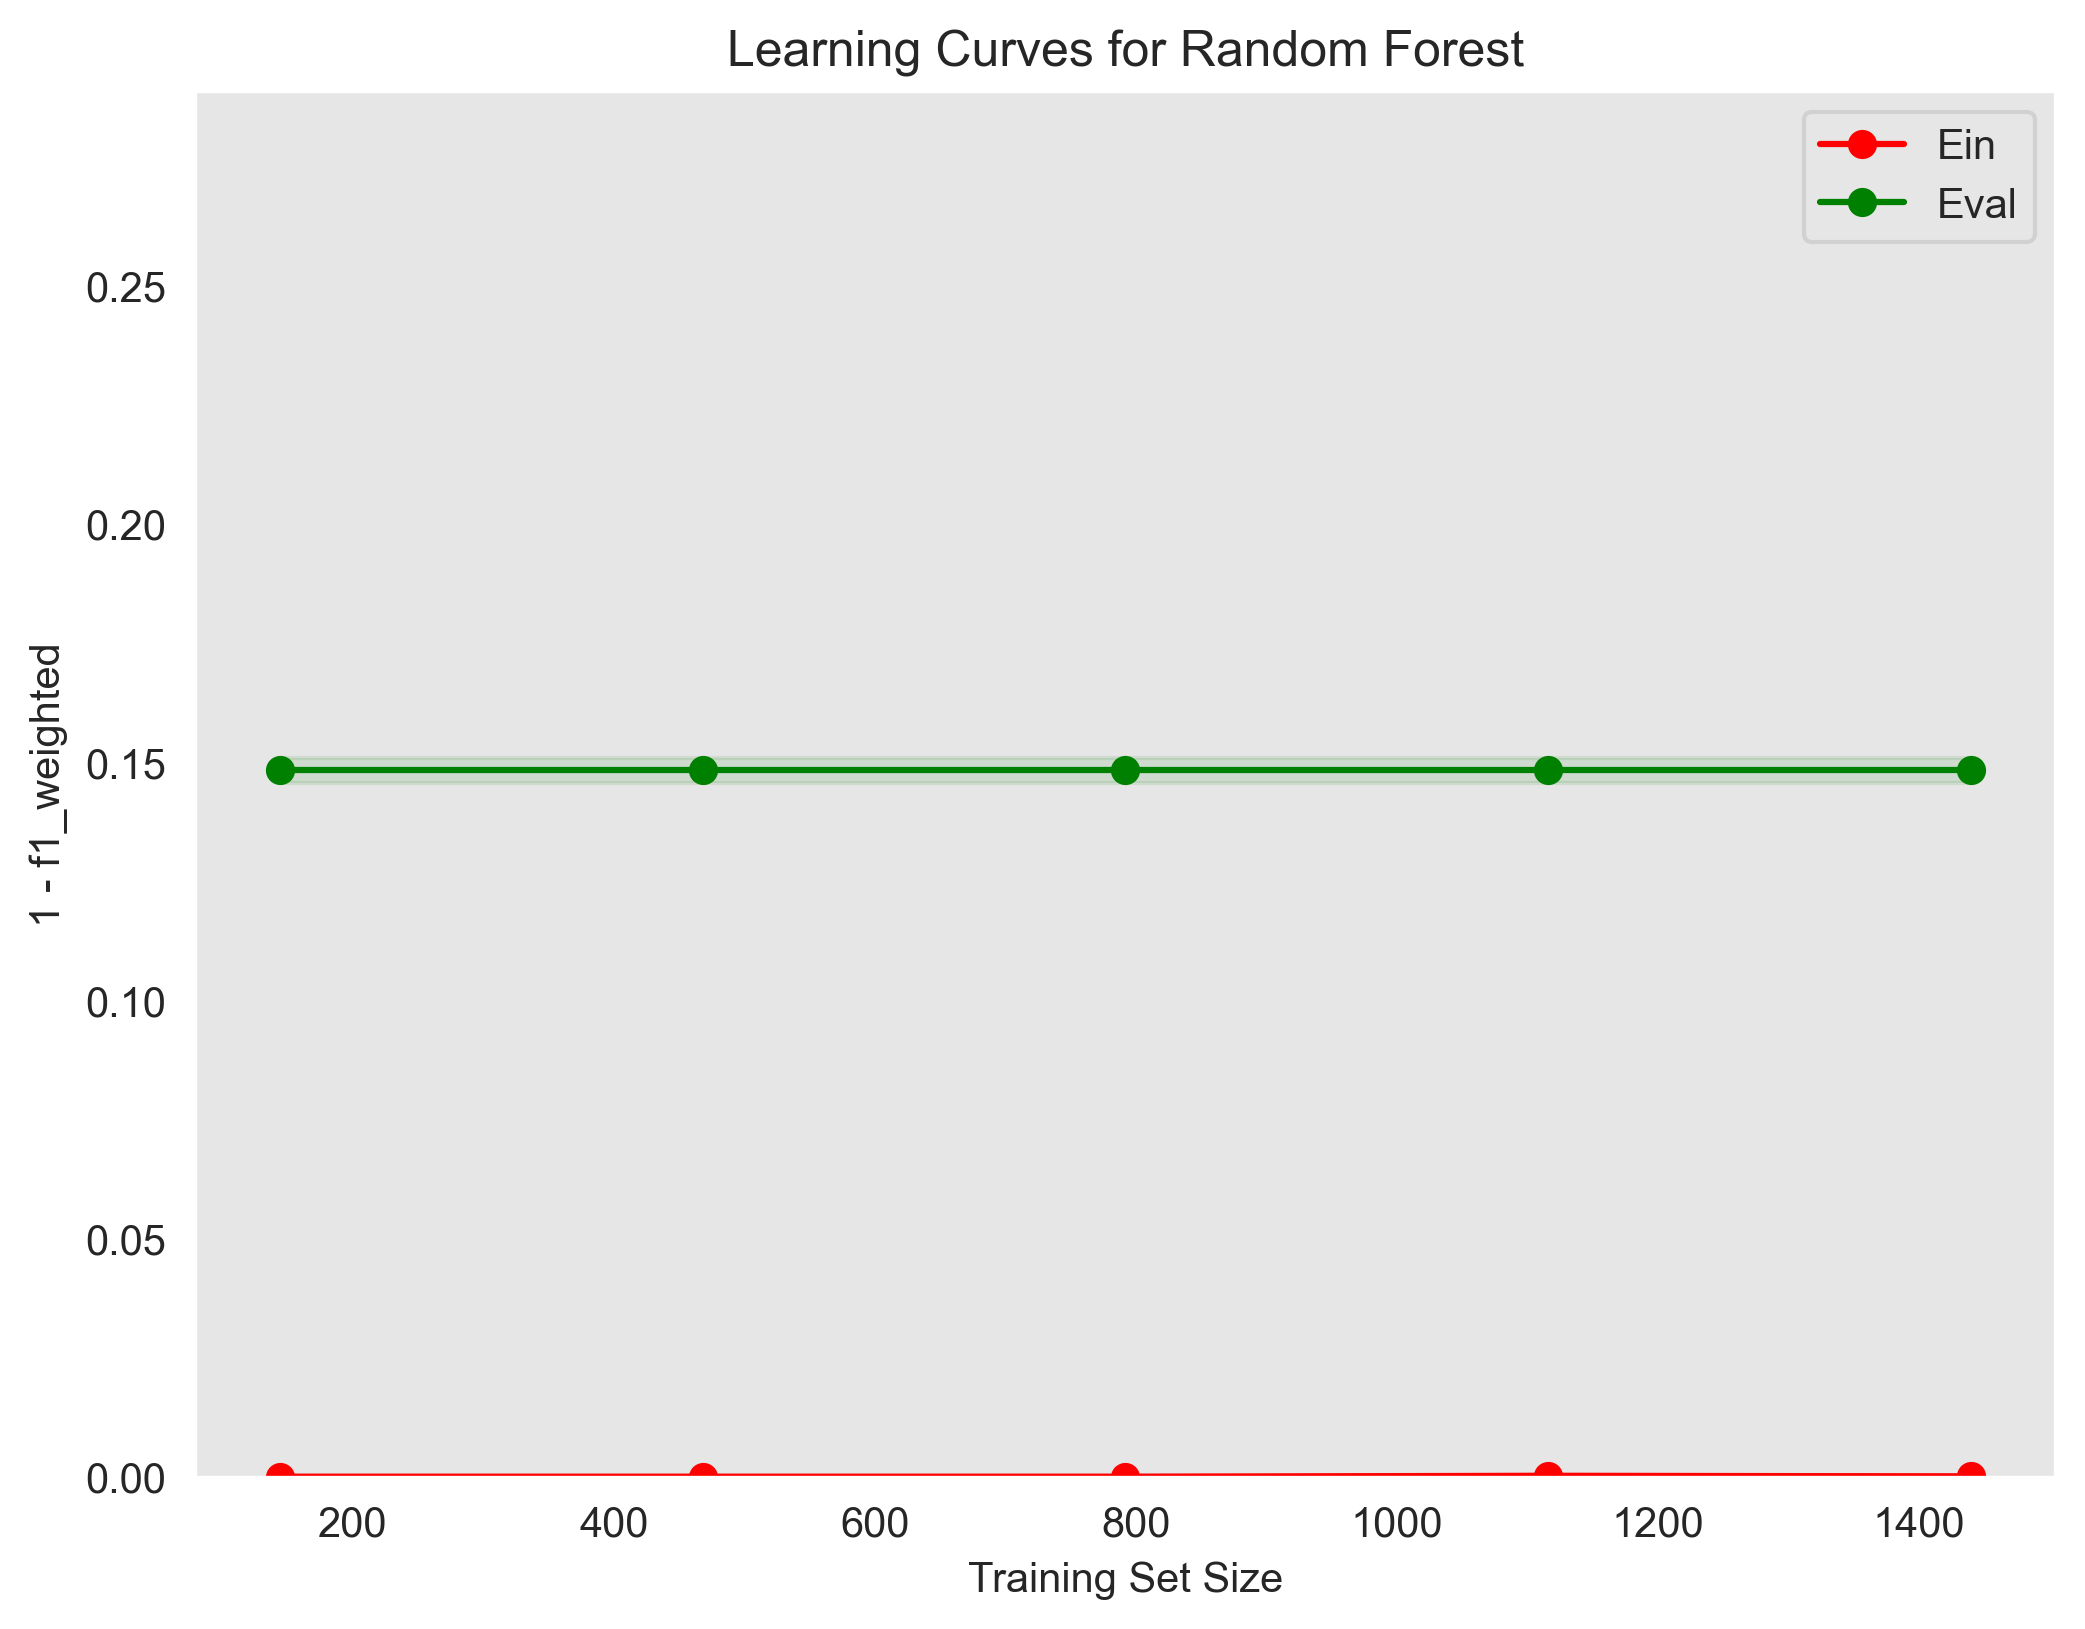 Learning Curves for Random Forest
Ein
Eval
0.25
0.20
0.15
0.10
0.05
0.00
1 - f1_weighted
200 400 600 800 1000 1200 1400
Training Set Size